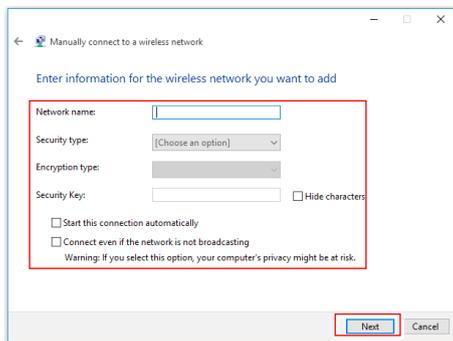 Manually connect to a wireless network
Enter information for the wireless network you want to add
Network name:
Security type:
[Choose an option]
Encryption type:
Security Key:
Hide characters
Start this connection automatically
Connect even if the network is not broadcasting
Warning: If you select this option, your computer's privacy might be at risk.
Next
Cancel